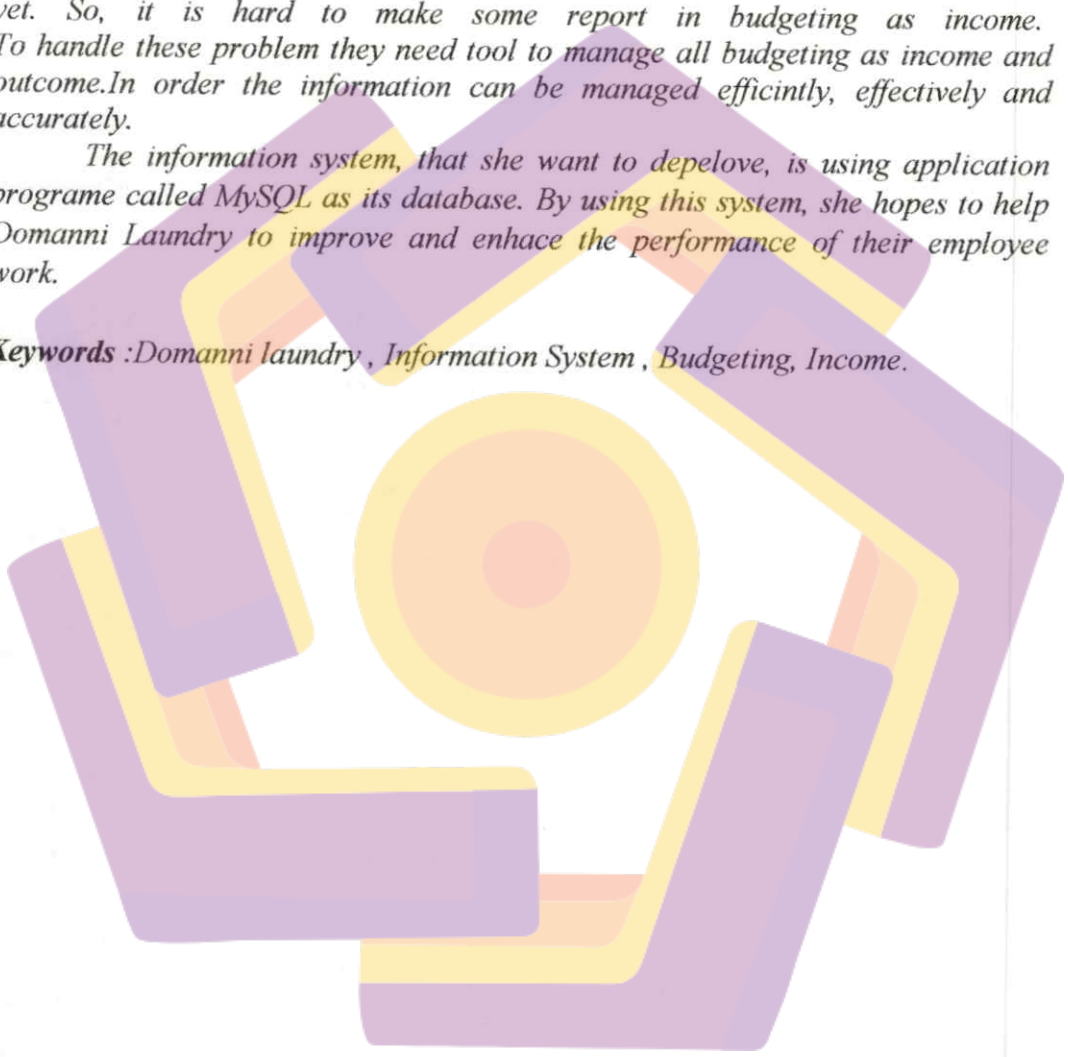 yet. So, it is hard to make some report in budgeting as income.
To handle these problem they need tool to manage all budgeting as income and
outcome.In order the information can be managed efficintly, effectively and
accurately.
The information system, that she want to depelove, is using application
programe called MySQL as its database. By using this system, she hopes to help
Domanni Laundry to improve and enhace the performance of their employee
work.
Keywords :Domanni laundry , Information System , Budgeting, Income.